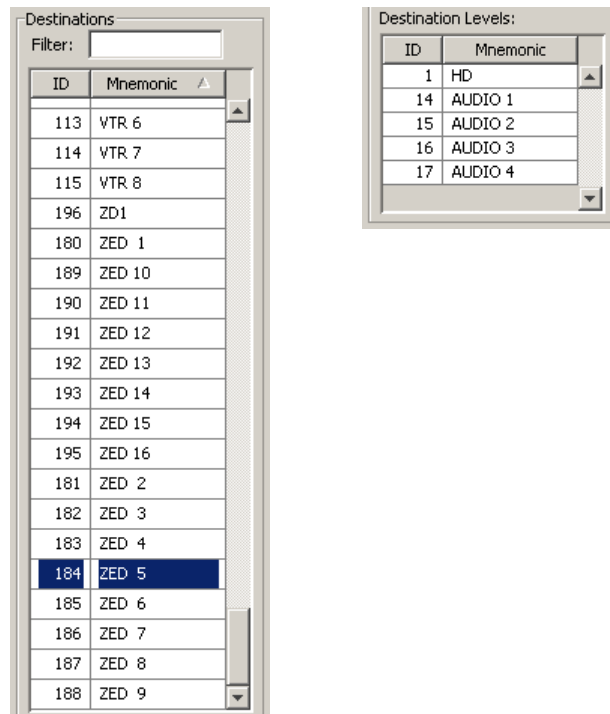 Destinations
Filter:
ID Mnemonic
113 VTR 6
114 VTR 7
115 VTR 8
196 ZD1
180 ZED  1
189 ZED 10
190 ZED 11
191 ZED 12
192 ZED 13
193 ZED 14
194 ZED 15
195 ZED 16
181 ZED  2
182 ZED  3
183 ZED  4
184 ZED  5
185 ZED  6
186 ZED  7
187 ZED  8
188 ZED  9
Destination Levels:
ID Mnemonic
1 HD
14 AUDIO 1
15 AUDIO 2
16 AUDIO 3
17 AUDIO 4